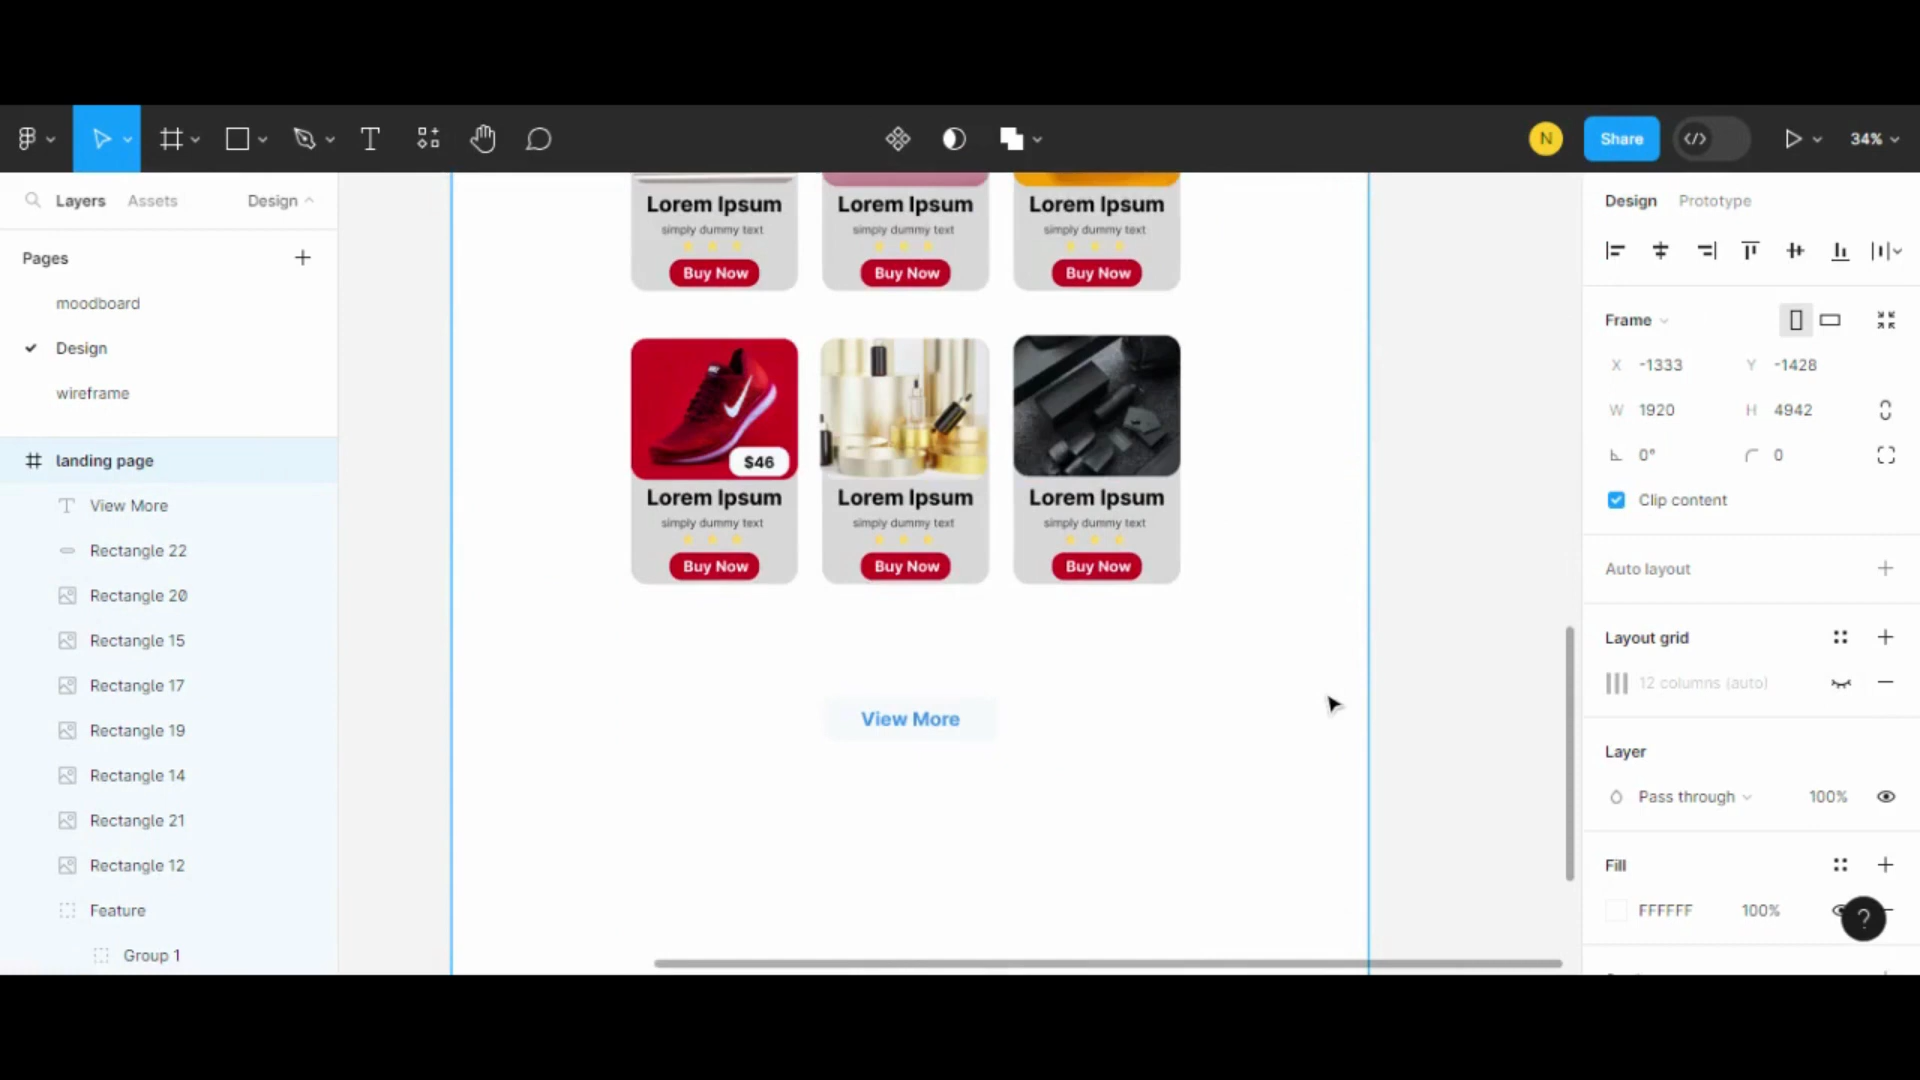 N
Share
34%
Layers Assets Design
Pages
moodboard
Design
wireframe
landing page
View More
Rectangle 22
Rectangle 20
Rectangle 15
Rectangle 17
Rectangle 19
Rectangle 14
Rectangle 21
Rectangle 12
Feature
Group 1
Lorem Ipsum
simply dummy text
Buy Now
Lorem Ipsum
simply dummy text
Buy Now
Lorem Ipsum
simply dummy text
Buy Now
$46
Lorem Ipsum
simply dummy text
Buy Now
Lorem Ipsum
simply dummy text
Buy Now
Lorem Ipsum
simply dummy text
Buy Now
View More
Design Prototype
Frame
X -1333 Y -1428
W 1920 H 4942
0° 0
Clip content
Auto layout
Layout grid
12 columns (auto)
Layer
Pass through 100%
Fill
FFFFFF 100%
?